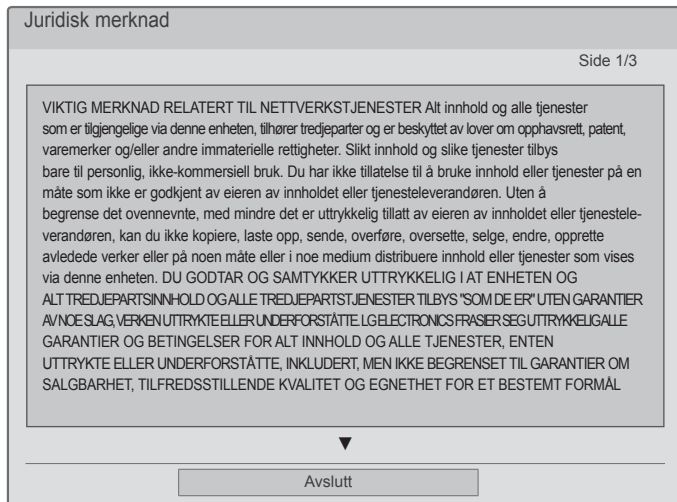 Juridisk merknad
Side 1/3
VIKTIG MERKNAD RELATERT TIL NETTVERKSTJENESTER Alt innhold og alle tjenester
som er tilgjengelige via denne enheten, tilhører tredjeparter og er beskyttet av lover om opphavsrett, patent,
varemerker og/eller andre immaterielle rettigheter. Slikt innhold og slike tjenester tilbys
bare til personlig, ikke-kommersiell bruk. Du har ikke tillatelse til å bruke innhold eller tjenester på en
måte som ikke er godkjent av eieren av innholdet eller tjenesteleverandøren. Uten å
begrense det ovennevnte, med mindre det er uttrykkelig tillatt av eieren av innholdet eller tjenestele-
verandøren, kan du ikke kopiere, laste opp, sende, overføre, oversette, selge, endre, opprette
avledede verker eller på noen måte eller i noe medium distribuere innhold eller tjenester som vises
via denne enheten. DU GODTAR OG SAMTYKKER UTTRYKKELIG I AT ENHETEN OG
ALT TREDJEPARTSINNHOLD OG ALLE TREDJEPARTSTJENESTER TILBYS "SOM DE ER" UTEN GARANTIER
AV NOE SLAG, VERKEN UTTRYKTE ELLER UNDERFORSTÅTTE. LG ELECTRONICS FRASIER SEG UTTRYKKELIG ALLE
GARANTIER OG BETINGELSER FOR ALT INNHOLD OG ALLE TJENESTER, ENTEN
UTTRYKTE ELLER UNDERFORSTÅTTE, INKLUDERT, MEN IKKE BEGRENSET TIL GARANTIER OM
SALGBARHET, TILFREDSSTILLENDE KVALITET OG EGNETHET FOR ET BESTEMT FORMÅL
Avslutt